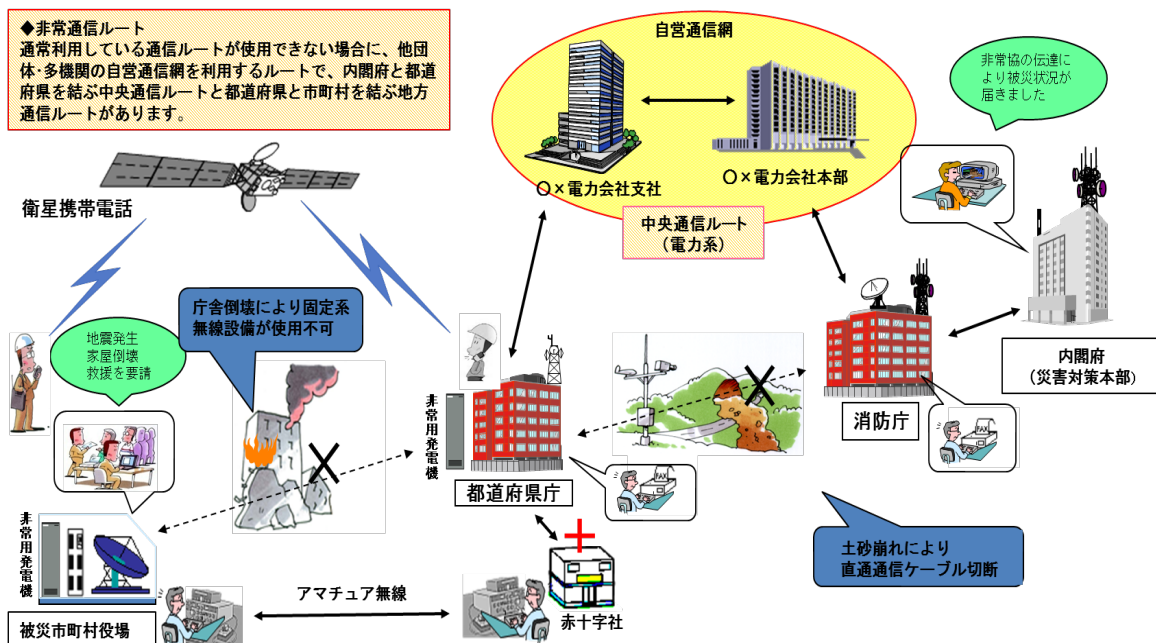 ◆非常通信ルート
通常利用している通信ルートが使用できない場合に、他団
体・多機関の自営通信網を利用するルートで、内閣府と都道
府県を結ぶ中央通信ルートと都道府県と市町村を結ぶ地方
通信ルートがあります。
自営通信網
〇×電力会社支社
〇×電力会社本部
中央通信ルート
（電力系）
非常協の伝達に
より被災状況が
届きました
衛星携帯電話
庁舎倒壊により固定系
無線設備が使用不可
地震発生
家屋倒壊
救援を要請
内閣府
（災害対策本部）
消防庁
FAX
非常用発電機
都道府県庁
FAX
土砂崩れにより
直通通信ケーブル切断
非常用発電機
被災市町村役場
アマチュア無線
赤十字社